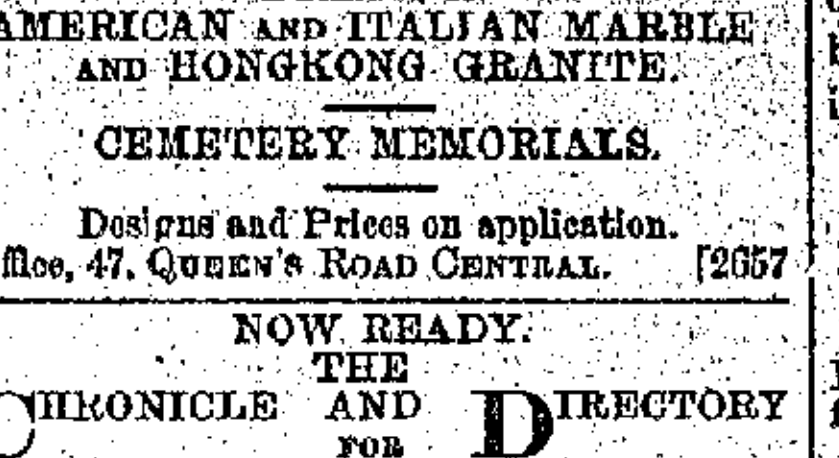 AMERICAN AND ITALIAN MARBLE
AND HONGKONG GRANITE.
CEMETERY MEMORIALS.
Designs and Prices on application.
ffice, 47, QUEEN'S ROAD CENTRAL. [2657
NOW READY.
THE
CHRONICLE AND DIRECTORY
FOR